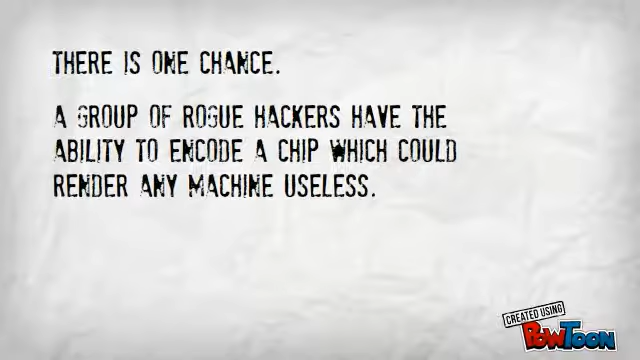 THERE IS ONE CHANCE.
A GROUP OF ROGUE HACKERS HAVE THE
ABILITY TO ENCODE A CHIP WHICH COULD
RENDER ANY MACHINE USELESS.
CREATED USING
POWTOON